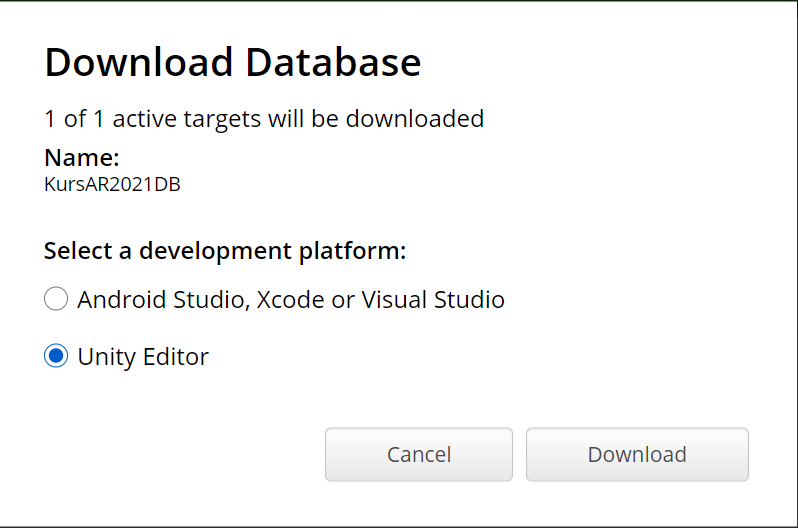 Download Database
1 of 1 active targets will be downloaded
Name:
KursAR2021DB
Select a development platform:
Android Studio, Xcode or Visual Studio
Unity Editor
Cancel
Download